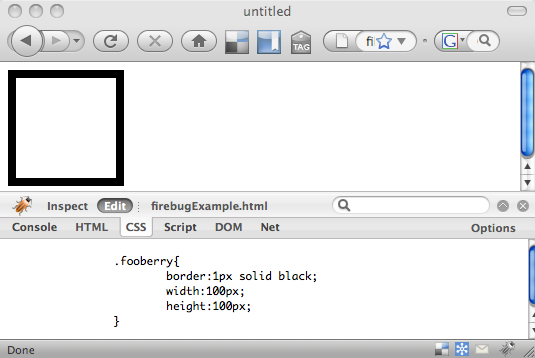 untitled
TAG
fi
G
Inspect Edit firebugExample.html
Console HTML CSS Script DOM Net Options
.fooberry{
border:1px solid black;
width:100px;
height:100px;
}
Done